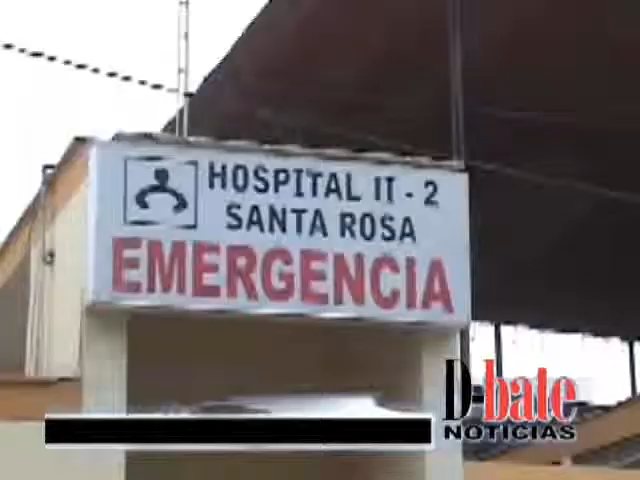 HOSPITAL II - 2
SANTA ROSA
EMERGENCIA
D-bate
NOTICIAS